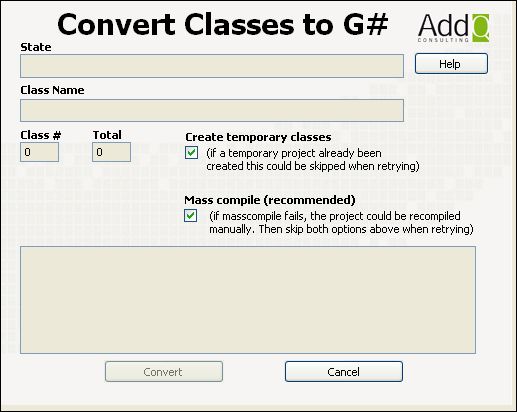 Convert Classes to G#
AddQ
CONSULTING
State
Help
Class Name
Class # Total Create temporary classes
0 0 (if a temporary project already been
created this could be skipped when retrying)
Mass compile (recommended)
(if masscompile fails, the project could be recompiled
manually. Then skip both options above when retrying)
Convert Cancel